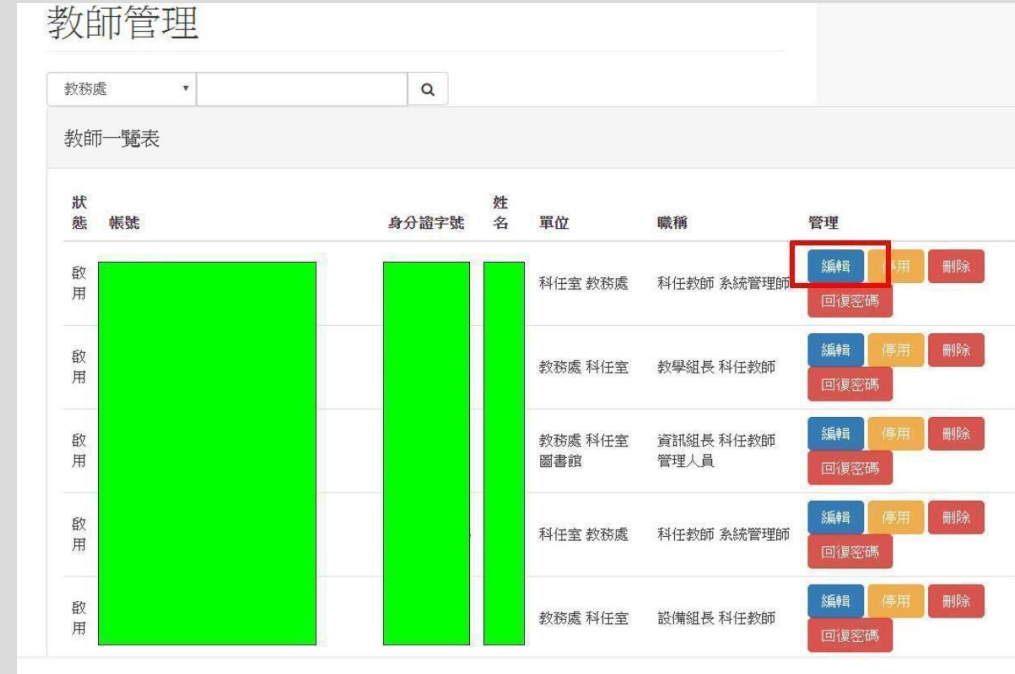 教師管理
教務處
教師一覽表
狀態 帳號 身分證字號 姓名 單位 職稱 管理
啟用 科任室 教務處 科任教師 系統管理師 編輯 停用 刪除
回復密碼
啟用 教務處 科任室 教學組長 科任教師 編輯 停用 刪除
回復密碼
啟用 教務處 科任室 資訊組長 科任教師 編輯 停用 刪除
圖書館 管理人員 回復密碼
啟用 科任室 教務處 科任教師 系統管理師 編輯 停用 刪除
回復密碼
啟用 教務處 科任室 設備組長 科任教師 編輯 停用 刪除
回復密碼